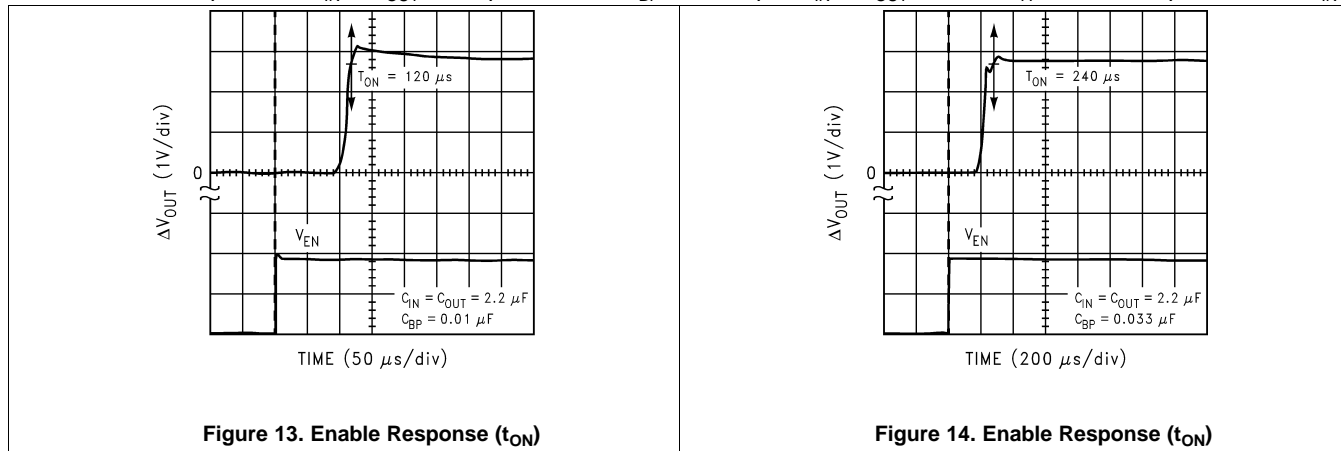 ΔV_OUT (1V/div)
0
T_ON = 120 µs
V_EN
C_IN = C_OUT = 2.2 µF
C_BP = 0.01 µF
TIME (50 µs/div)
Figure 13. Enable Response (t_ON)
ΔV_OUT (1V/div)
0
T_ON = 240 µs
V_EN
C_IN = C_OUT = 2.2 µF
C_BP = 0.033 µF
TIME (200 µs/div)
Figure 14. Enable Response (t_ON)